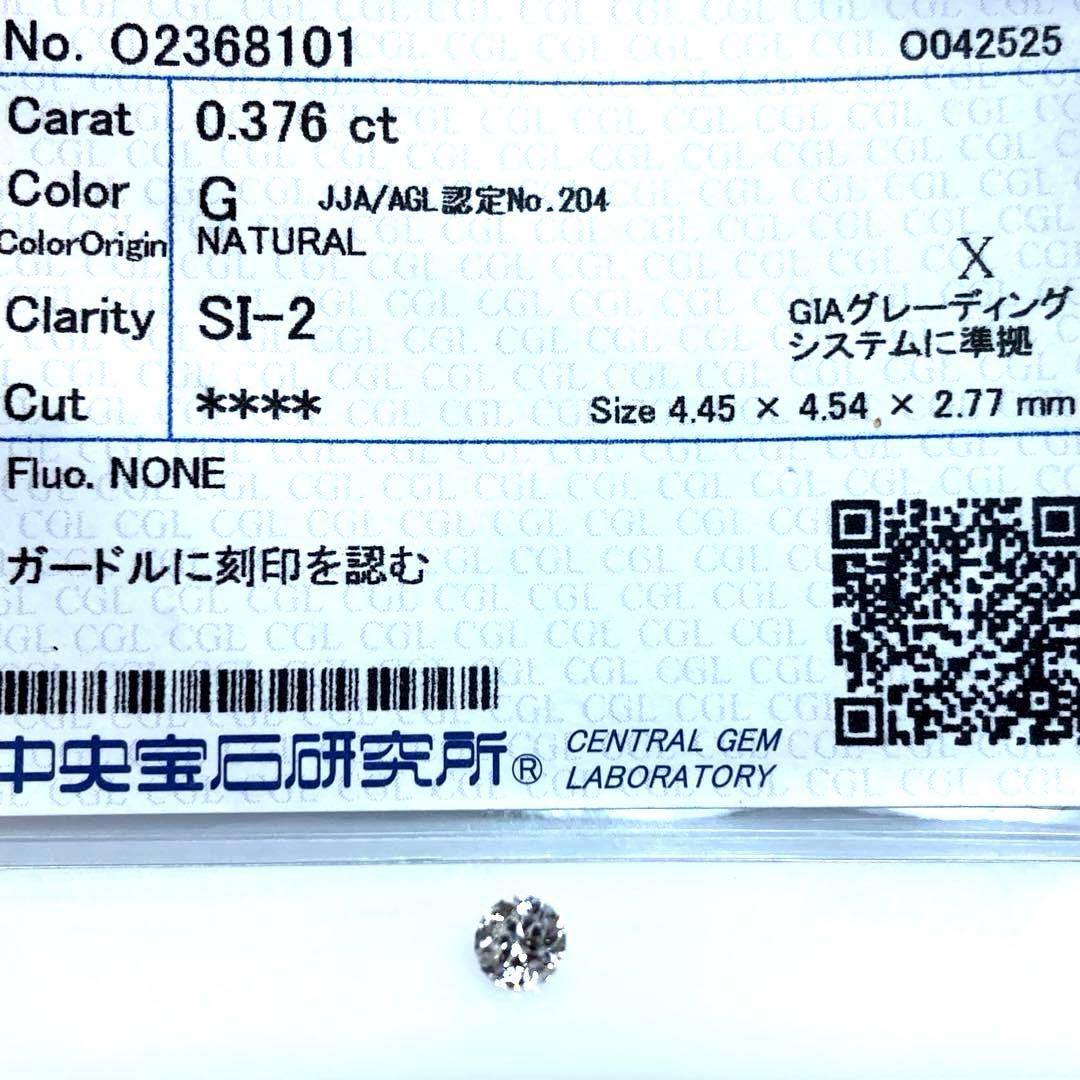 No. O2368101 O042525
Carat 0.376 ct
Color G JJA/AGL認定No.204
ColorOrigin NATURAL
X
Clarity SI-2 GIAグレーディング
システムに準拠
Cut **** Size 4.45 × 4.54 × 2.77 mm
Fluo. NONE
ガードルに刻印を認む
中央宝石研究所® CENTRAL GEM
LABORATORY